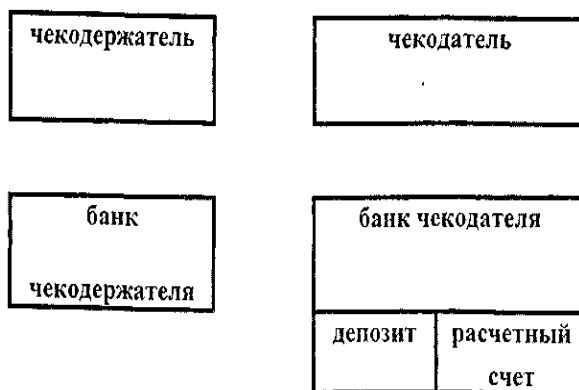 чекодержатель
чекодатель
банк
чекодержателя
банк чекодателя
депозит
расчетный
счет